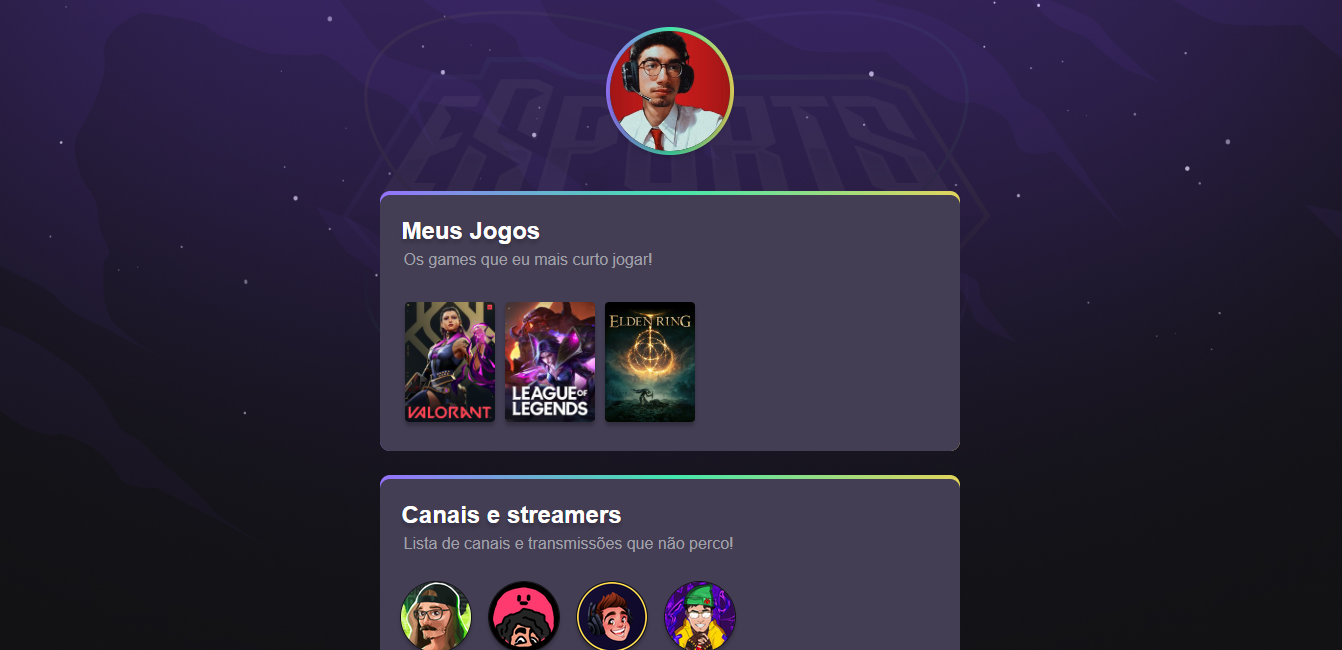 ESPORTS
Meus Jogos
Os games que eu mais curto jogar!
VALORANT
LEAGUE OF
LEGENDS
ELDEN RING
Canais e streamers
Lista de canais e transmissões que não perco!